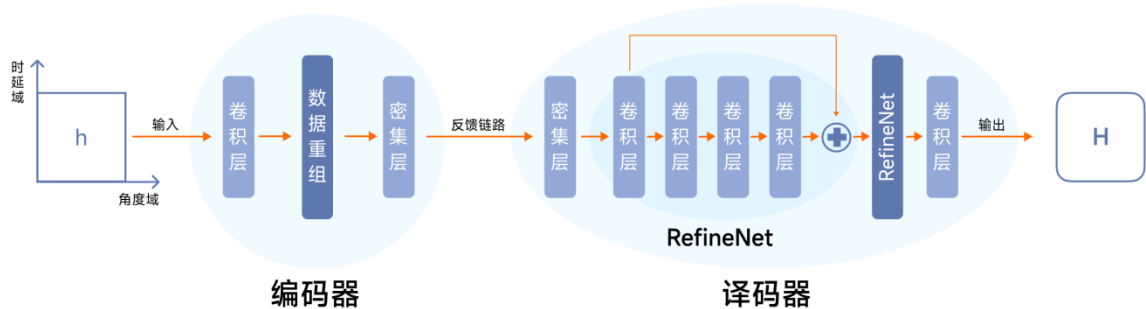 时延域
h
角度域
输入
卷积层
数据重组
密集层
反馈链路
密集层
卷积层
卷积层
卷积层
卷积层
RefineNet
卷积层
输出
H
RefineNet
编码器
译码器